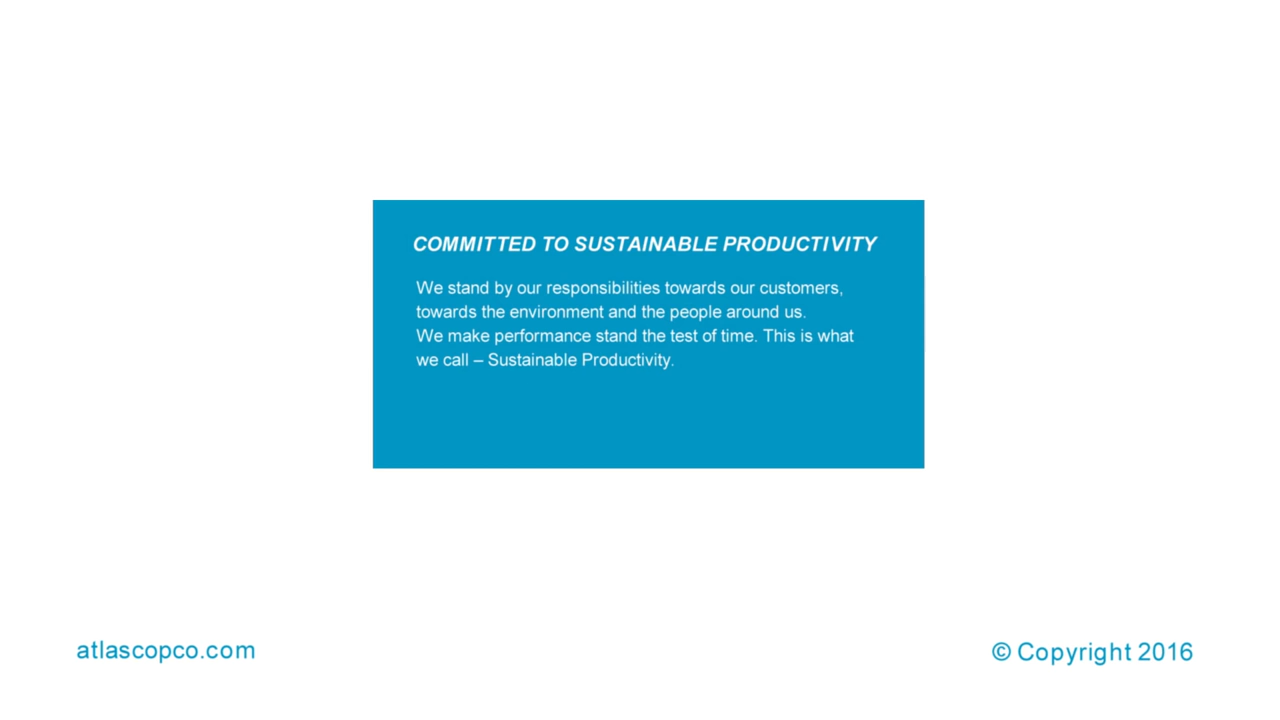 COMMITTED TO SUSTAINABLE PRODUCTIVITY
We stand by our responsibilities towards our customers,
towards the environment and the people around us.
We make performance stand the test of time. This is what
we call – Sustainable Productivity.
atlascopco.com
© Copyright 2016